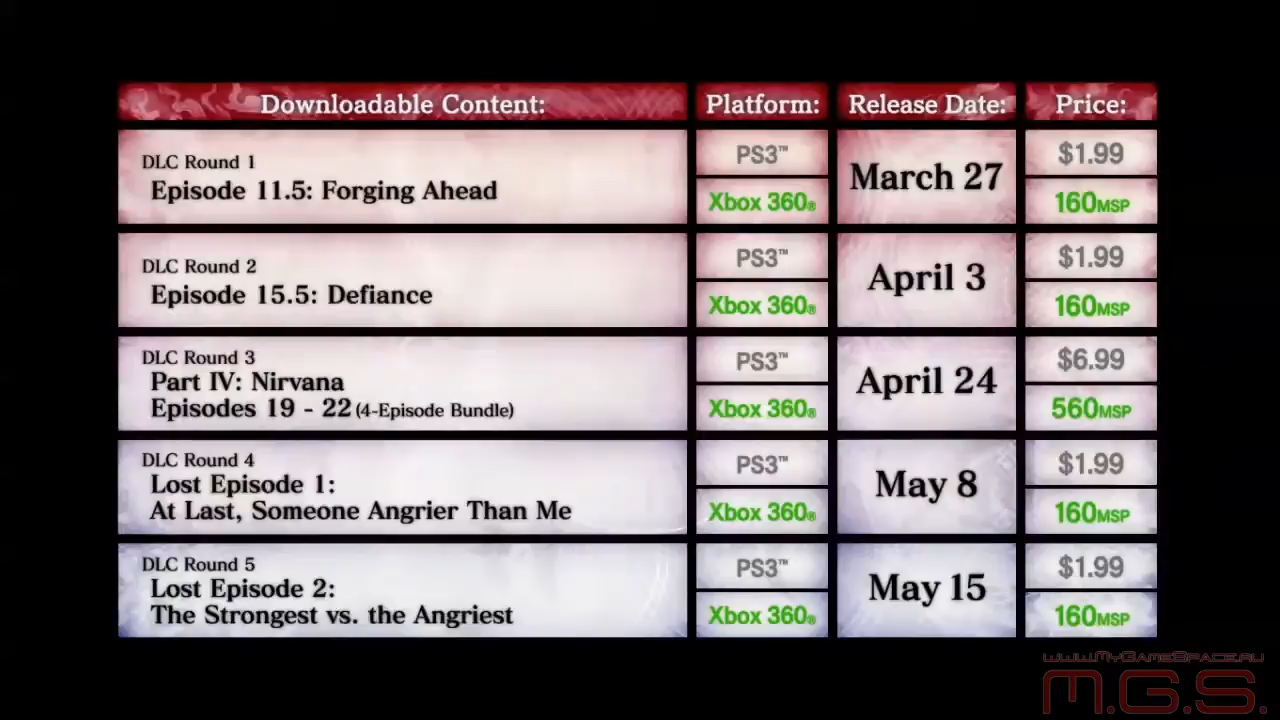 Downloadable Content: Platform: Release Date: Price:
DLC Round 1
Episode 11.5: Forging Ahead
PS3™
Xbox 360®
March 27
$1.99
160MSP
DLC Round 2
Episode 15.5: Defiance
PS3™
Xbox 360®
April 3
$1.99
160MSP
DLC Round 3
Part IV: Nirvana
Episodes 19 - 22 (4-Episode Bundle)
PS3™
Xbox 360®
April 24
$6.99
560MSP
DLC Round 4
Lost Episode 1:
At Last, Someone Angrier Than Me
PS3™
Xbox 360®
May 8
$1.99
160MSP
DLC Round 5
Lost Episode 2:
The Strongest vs. the Angriest
PS3™
Xbox 360®
May 15
$1.99
160MSP
www.MyGameSpace.ru
M.G.S.